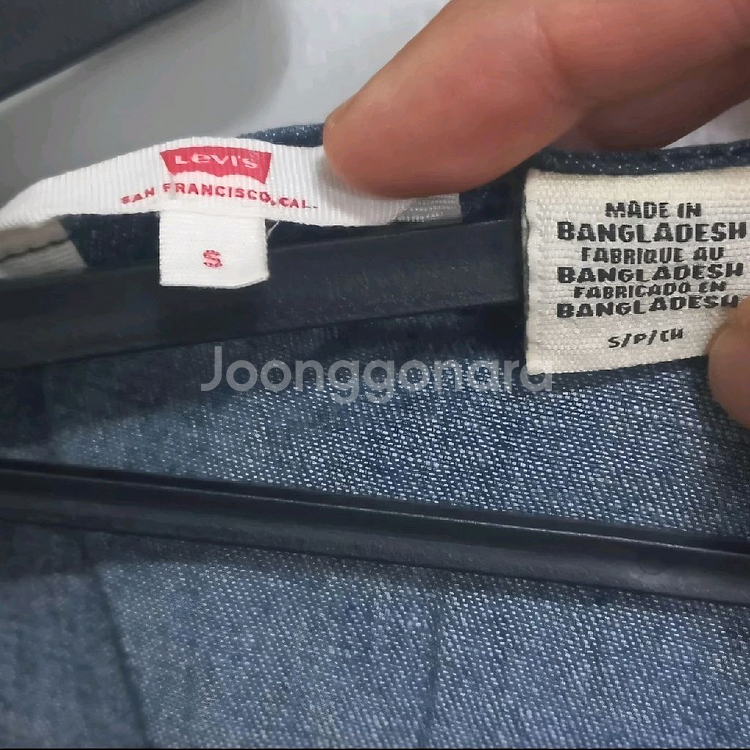 Levi's
SAN FRANCISCO, CAL.
S
MADE IN
BANGLADESH
FABRIQUE AU
BANGLADESH
FABRICADO EN
BANGLADESH
S/P/CH
Joonggonara